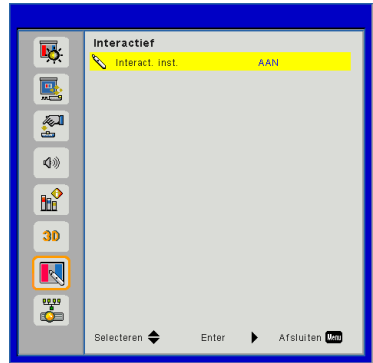 Interactief
Interact. inst. AAN
3D
Selecteren Enter Afsluiten Menu